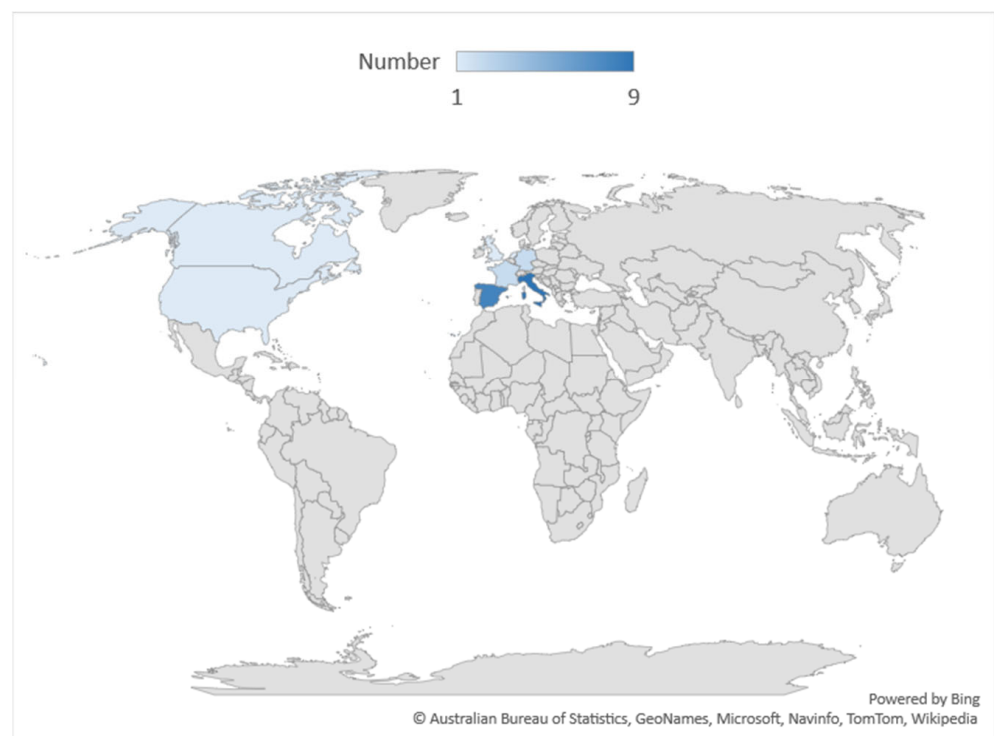 Number
1 9
Powered by Bing
© Australian Bureau of Statistics, GeoNames, Microsoft, Navinfo, TomTom, Wikipedia